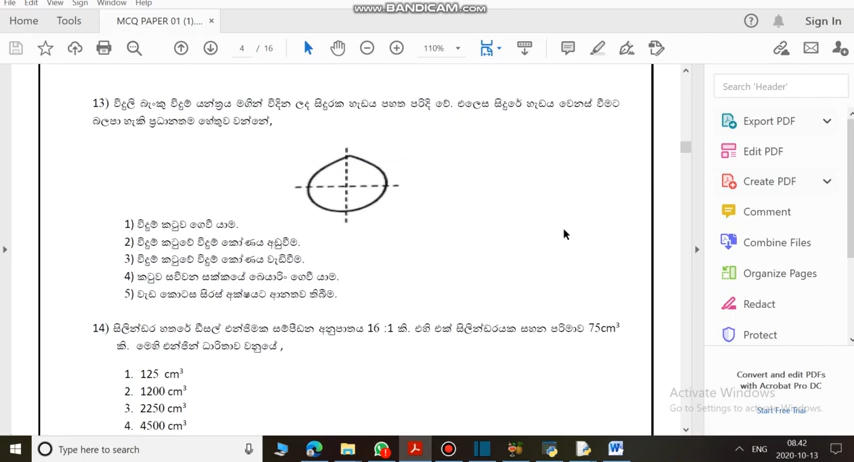 File Edit View Sign Window Help
www.BANDICAM.com
Home Tools MCQ PAPER 01 (1).... × Sign In
4 / 16 110%
13) විදුලි බැංකු විදුම් යන්ත්‍රය මගින් විදින ලද සිදුරක හැඩය පහත පරිදි වේ. එලෙස සිදුරේ හැඩය වෙනස් වීමට
බලපා හැකි ප්‍රධානතම හේතුව වන්නේ,
1) විදුම් කටුව ගෙවී යාම.
2) විදුම් කටුවේ විදුම් කෝණය අඩුවීම.
3) විදුම් කටුවේ විදුම් කෝණය වැඩිවීම.
4) කටුව සවිවන සක්කයේ බෙයාරිං ගෙවී යාම.
5) වැඩ කොටස සිරස් අක්ෂයට ආනතව තිබීම.
14) සිලින්ඩර හතරේ ඩීසල් එන්ජිමක සම්පීඩන අනුපාතය 16 :1 කි. එහි එක් සිලින්ඩරයක සහන පරිමාව 75cm³
කි. මෙහි එන්ජින් ධාරිතාව වනුයේ ,
1. 125 cm³
2. 1200 cm³
3. 2250 cm³
4. 4500 cm³
Search 'Header'
Export PDF
Edit PDF
Create PDF
Comment
Combine Files
Organize Pages
Redact
Protect
Convert and edit PDFs
with Acrobat Pro DC
Start Free Trial
Activate Windows
Go to Settings to activate Windows.
Type here to search
ENG
08.42
2020-10-13